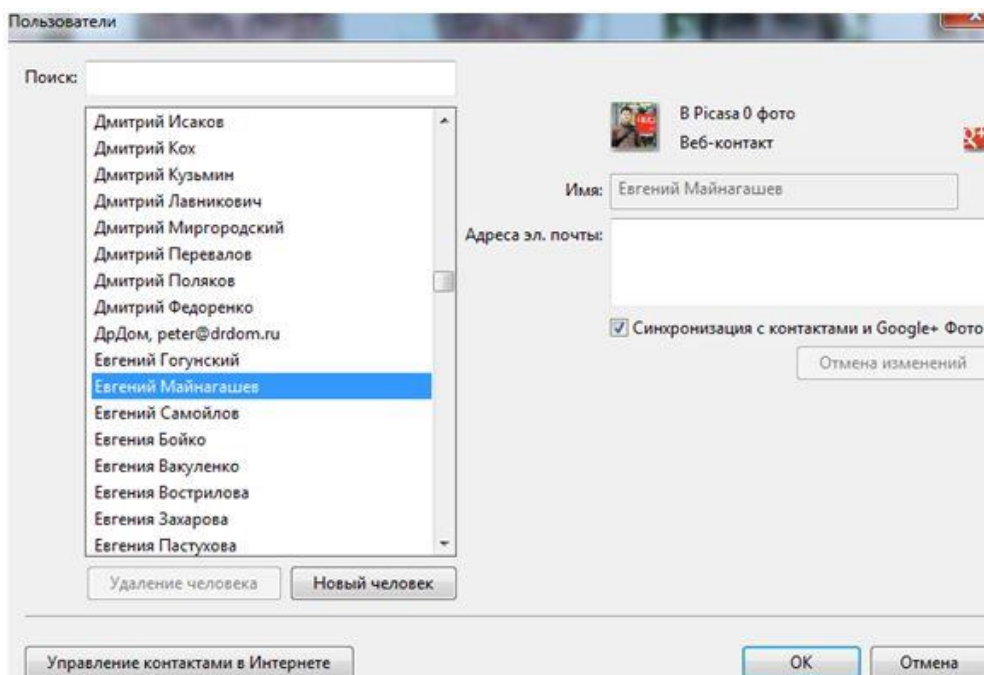 Пользователи
Поиск:
Дмитрий Исаков
Дмитрий Кох
Дмитрий Кузьмин
Дмитрий Лавникович
Дмитрий Миргородский
Дмитрий Перевалов
Дмитрий Поляков
Дмитрий Федоренко
ДрДом, peter@drdom.ru
Евгений Гогунский
Евгений Майнагашев
Евгений Самойлов
Евгения Бойко
Евгения Вакуленко
Евгения Вострилова
Евгения Захарова
Евгения Пастухова
Удаление человека
Новый человек
В Picasa 0 фото
Веб-контакт
Имя: Евгений Майнагашев
Адреса эл. почты:
Синхронизация с контактами и Google+ Фото
Отмена изменений
Управление контактами в Интернете
OK
Отмена